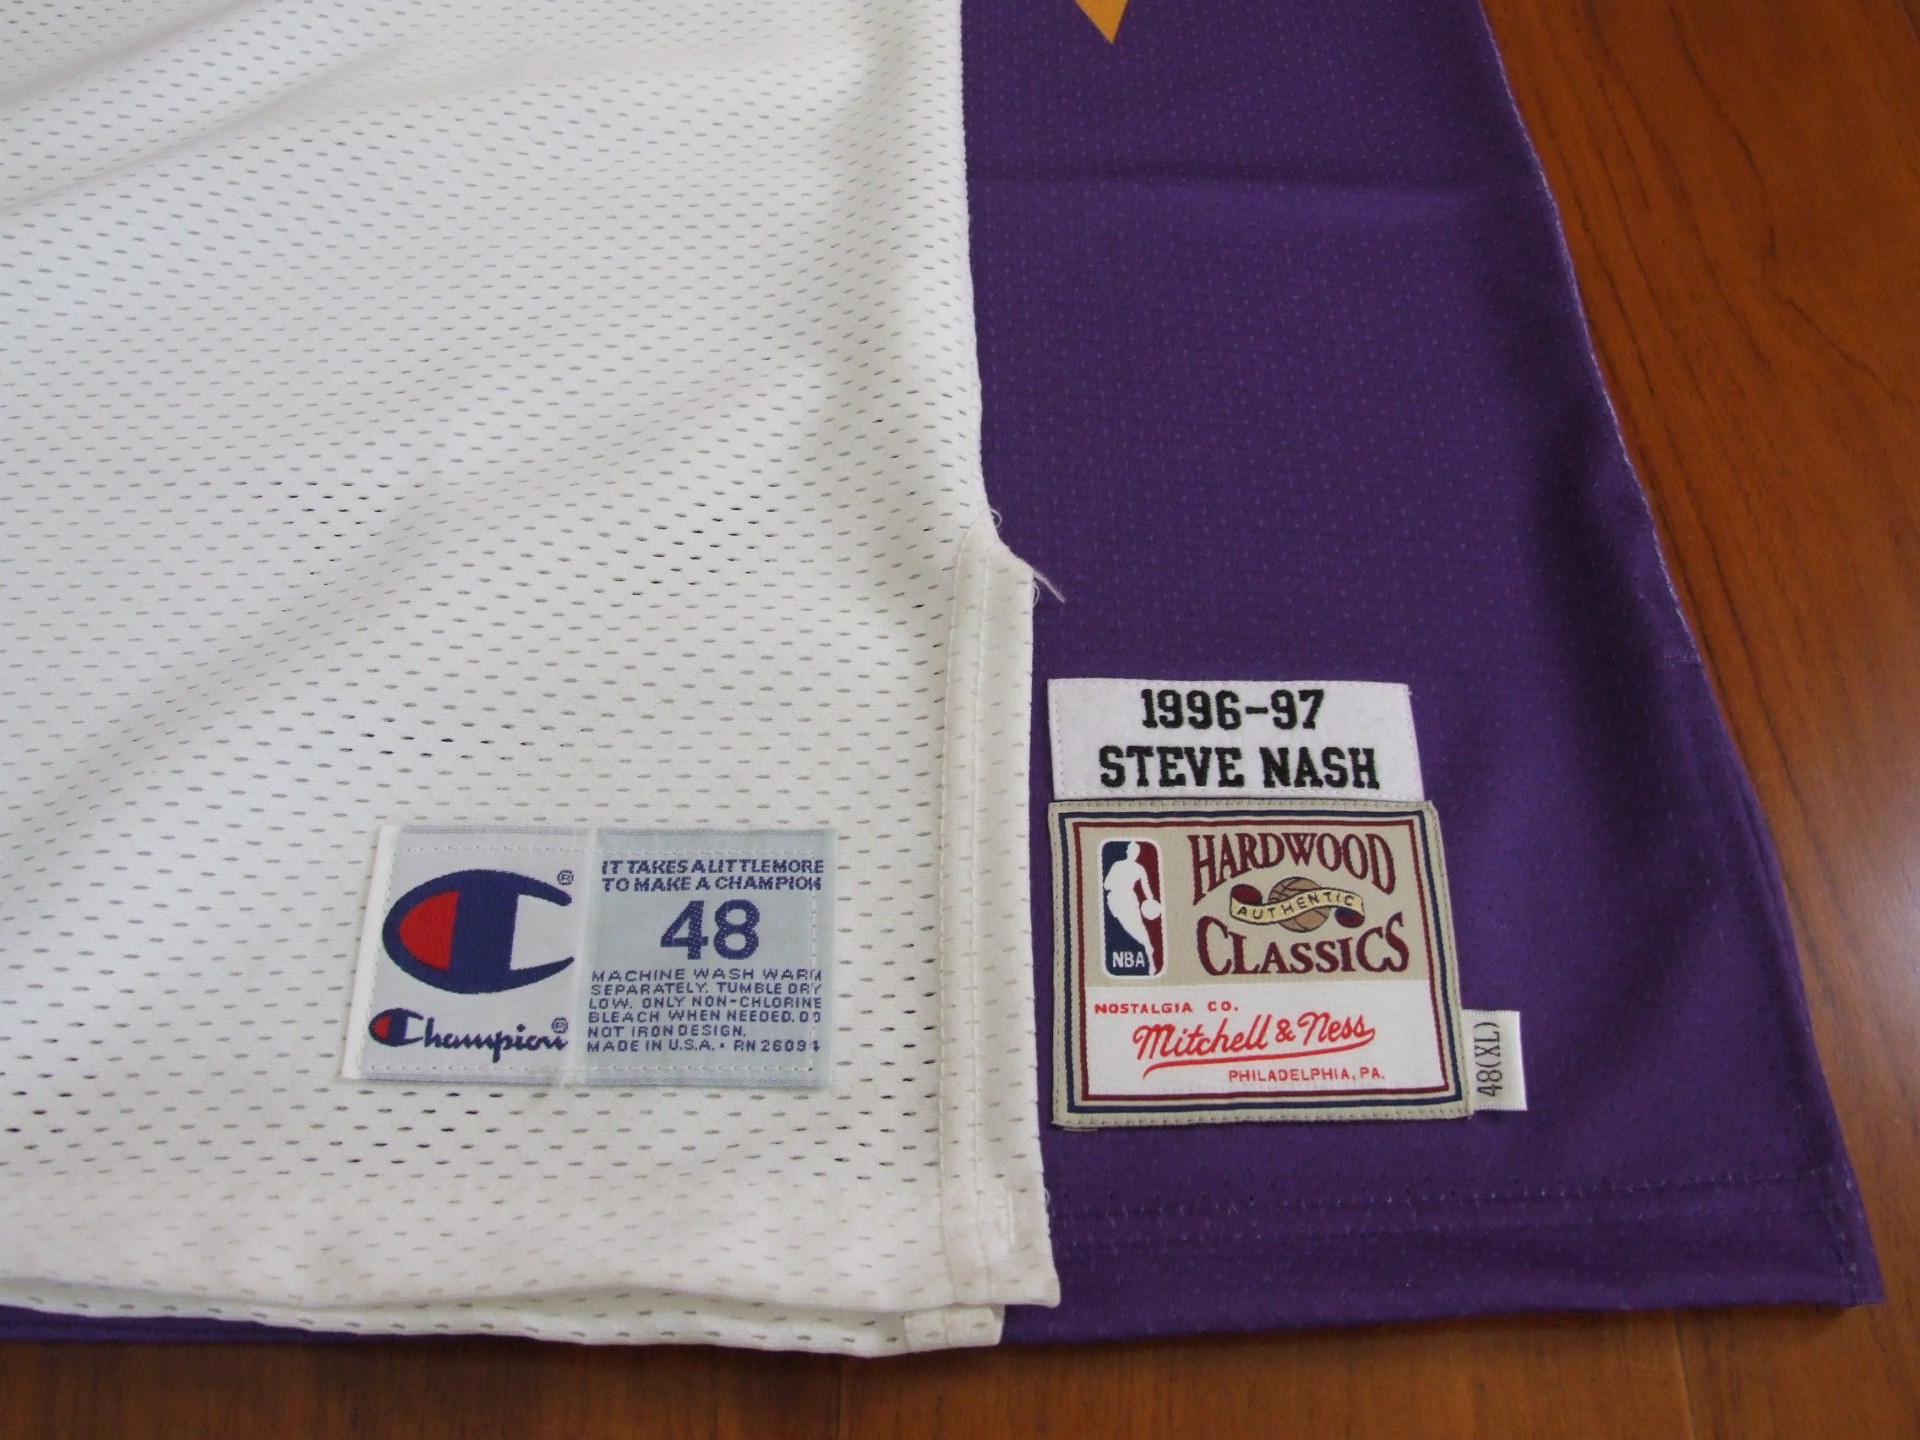 IT TAKES A LITTLE MORE
TO MAKE A CHAMPION
48
MACHINE WASH WARM
SEPARATELY. TUMBLE DRY
LOW. ONLY NON-CHLORINE
BLEACH WHEN NEEDED. DO
NOT IRON DESIGN.
MADE IN U.S.A. • RN 26094
®
Champion®
1996-97
STEVE NASH
HARDWOOD
AUTHENTIC
CLASSICS
NBA
NOSTALGIA CO.
Mitchell & Ness
PHILADELPHIA, PA.
48(XL)